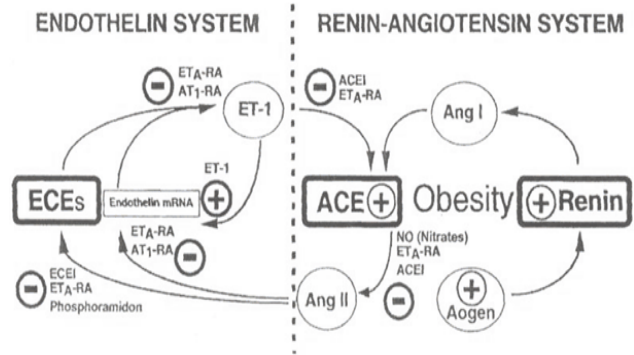 ENDOTHELIN SYSTEM
RENIN-ANGIOTENSIN SYSTEM
ETA-RA
AT1-RA
ET-1
ACEI
ETA-RA
Ang I
ET-1
ECEs
Endothelin mRNA
ACE
Obesity
Renin
ETA-RA
AT1-RA
NO (Nitrates)
ETA-RA
ACEI
ECEI
ETA-RA
Phosphoramidon
Ang II
Aogen